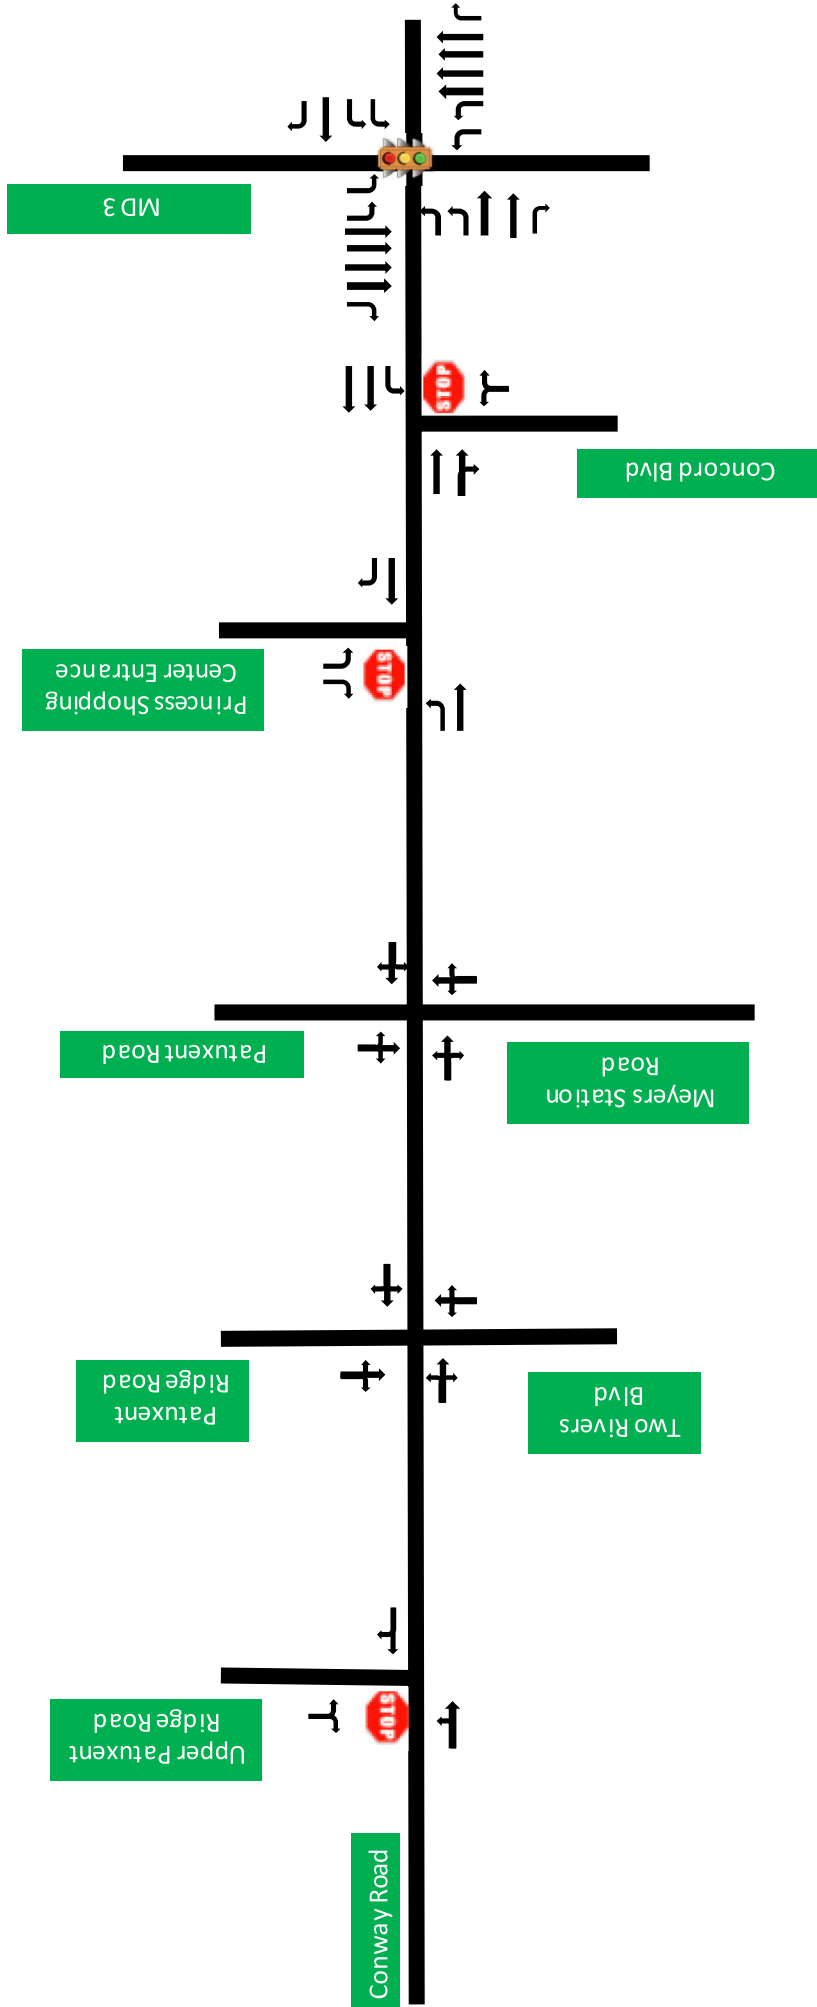 MD 3
STOP
Concord Blvd
Princess Shopping
Center Entrance
STOP
Patuxent Road
Meyers Station
Road
Patuxent
Ridge Road
Two Rivers
Blvd
Upper Patuxent
Ridge Road
STOP
Conway Road